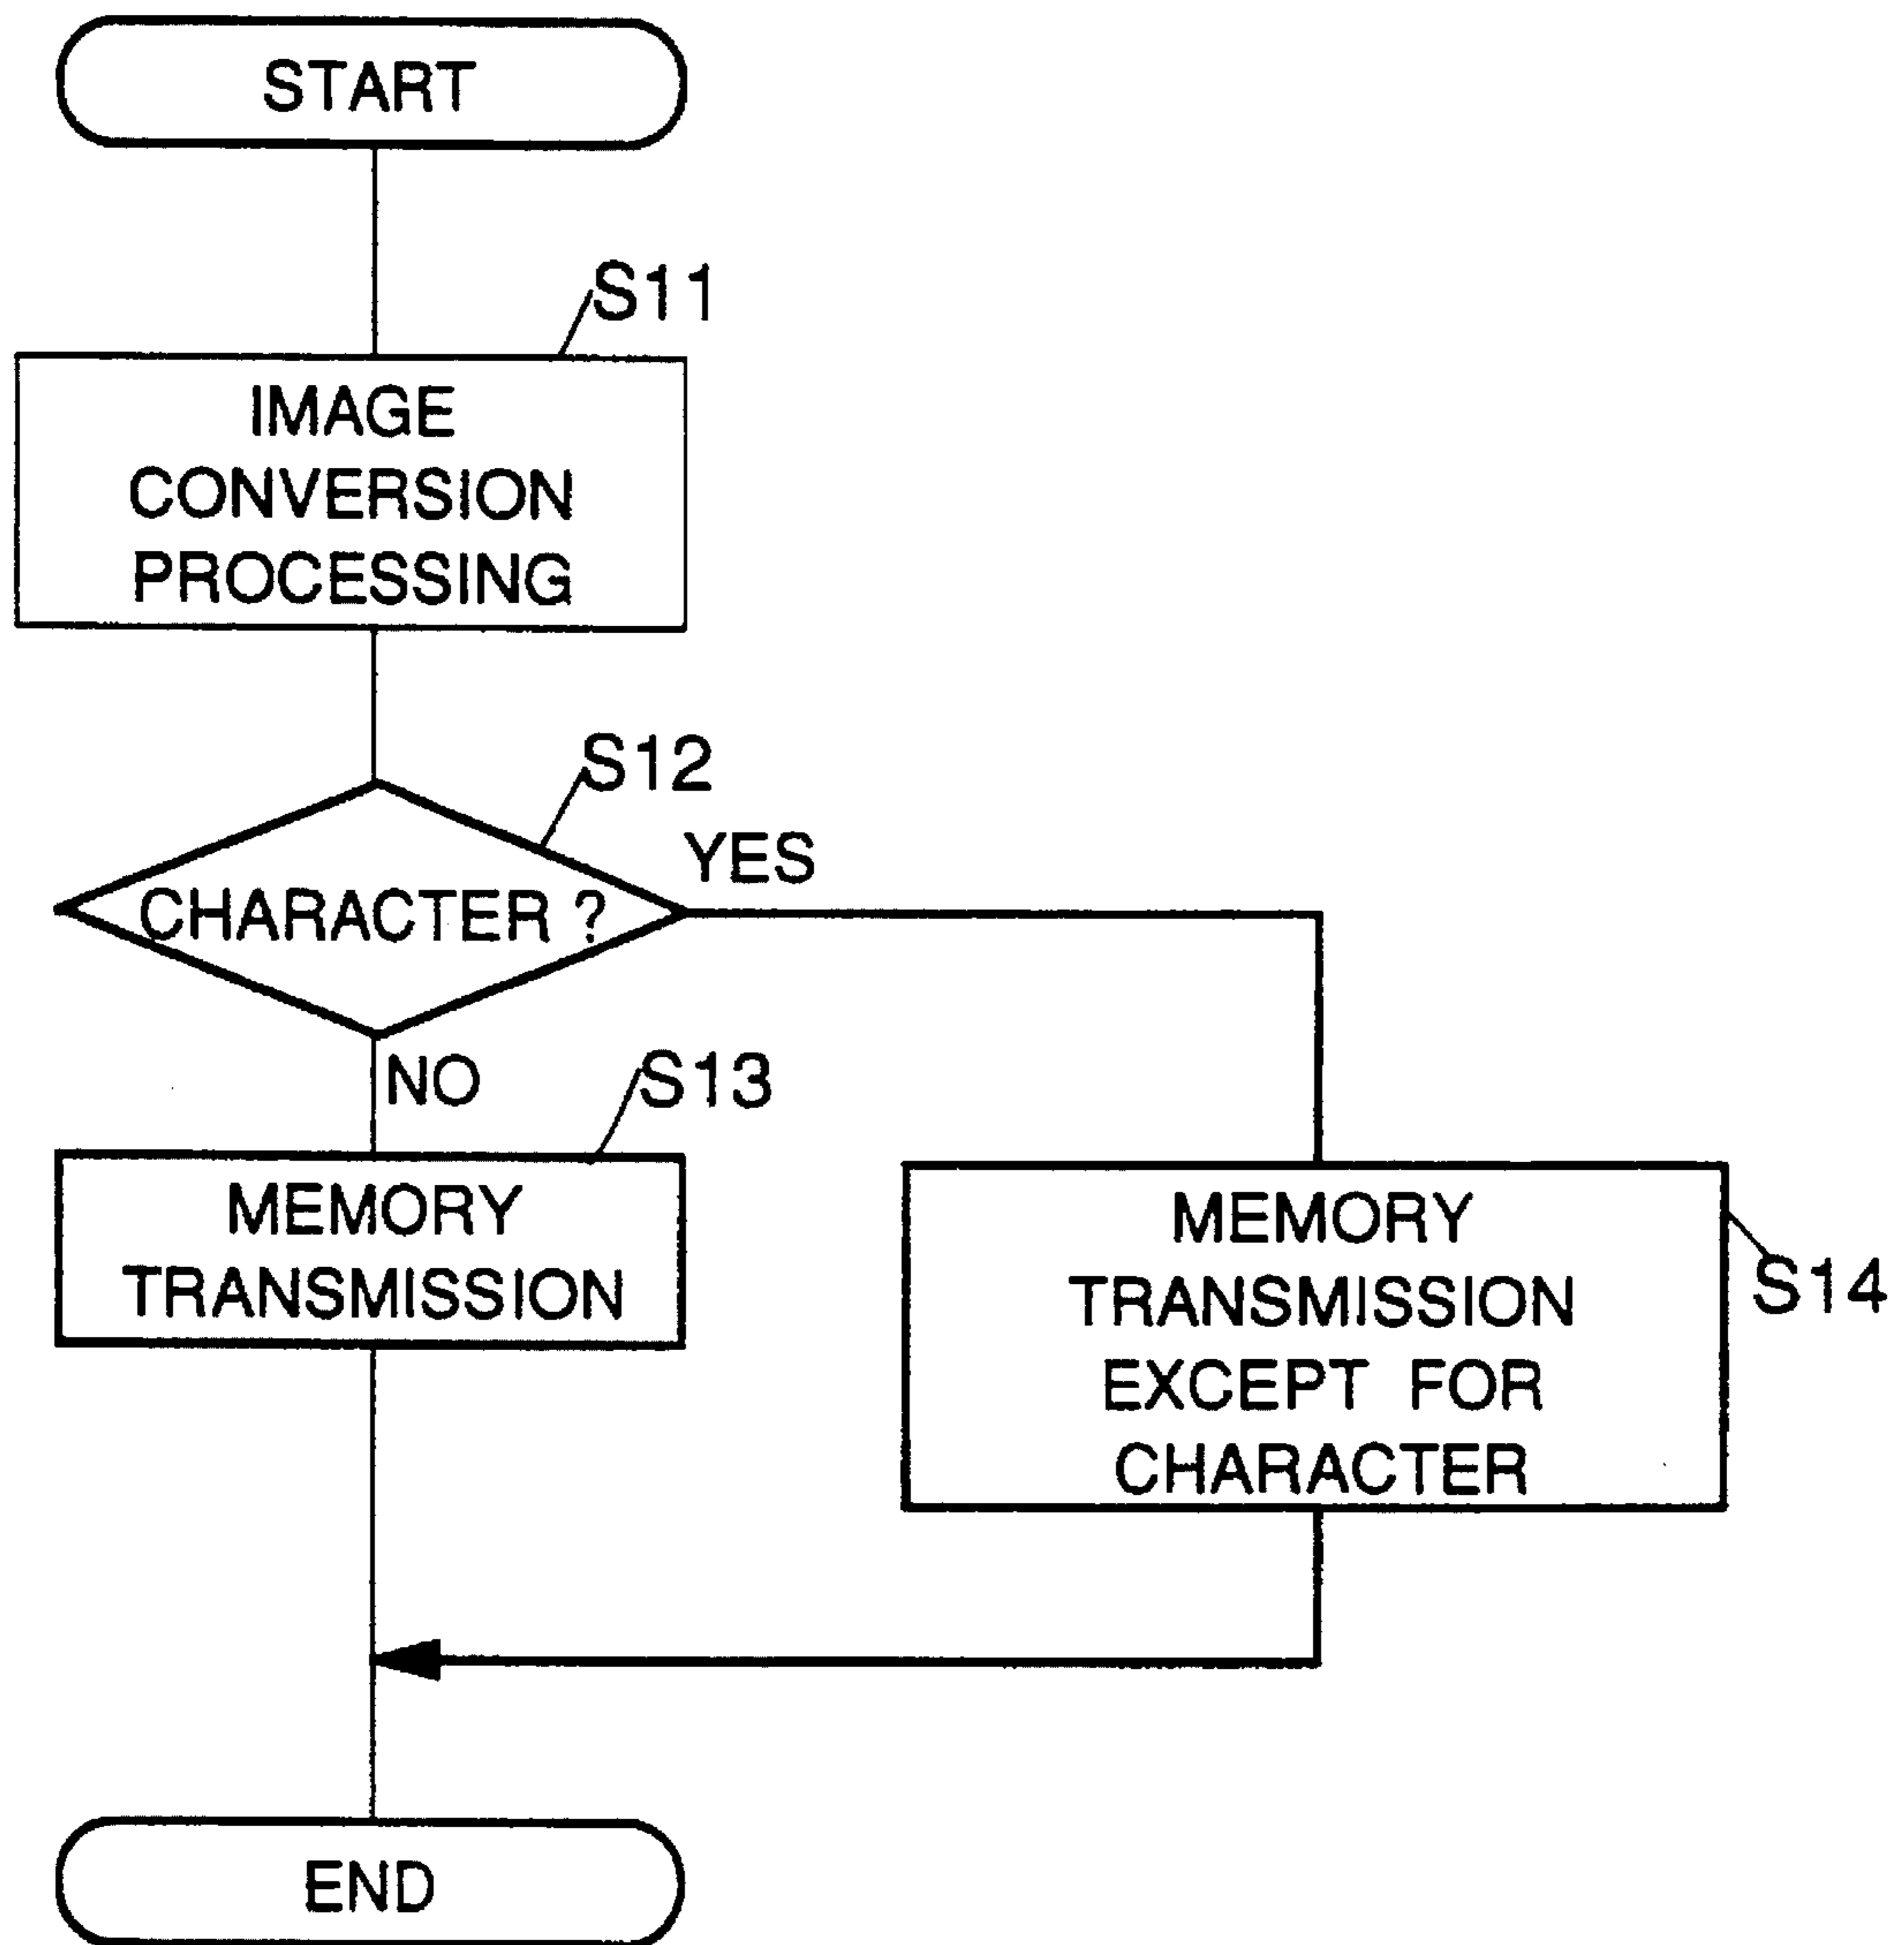 START
S11
IMAGE
CONVERSION
PROCESSING
S12
YES
CHARACTER ?
NO
S13
MEMORY
TRANSMISSION
MEMORY
TRANSMISSION
EXCEPT FOR
CHARACTER
S14
END